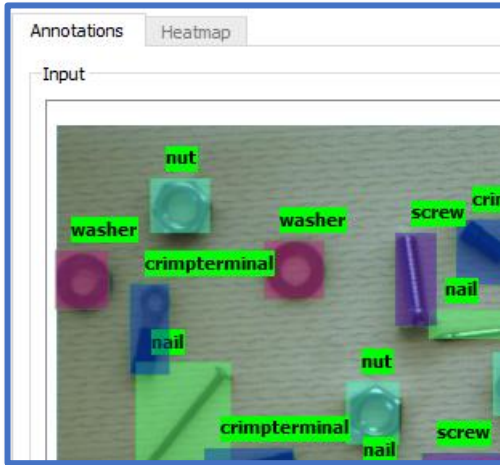 Annotations Heatmap
Input
nut
washer
washer
screw
crimpterminal
nail
nail
nut
crimpterminal
nail
screw